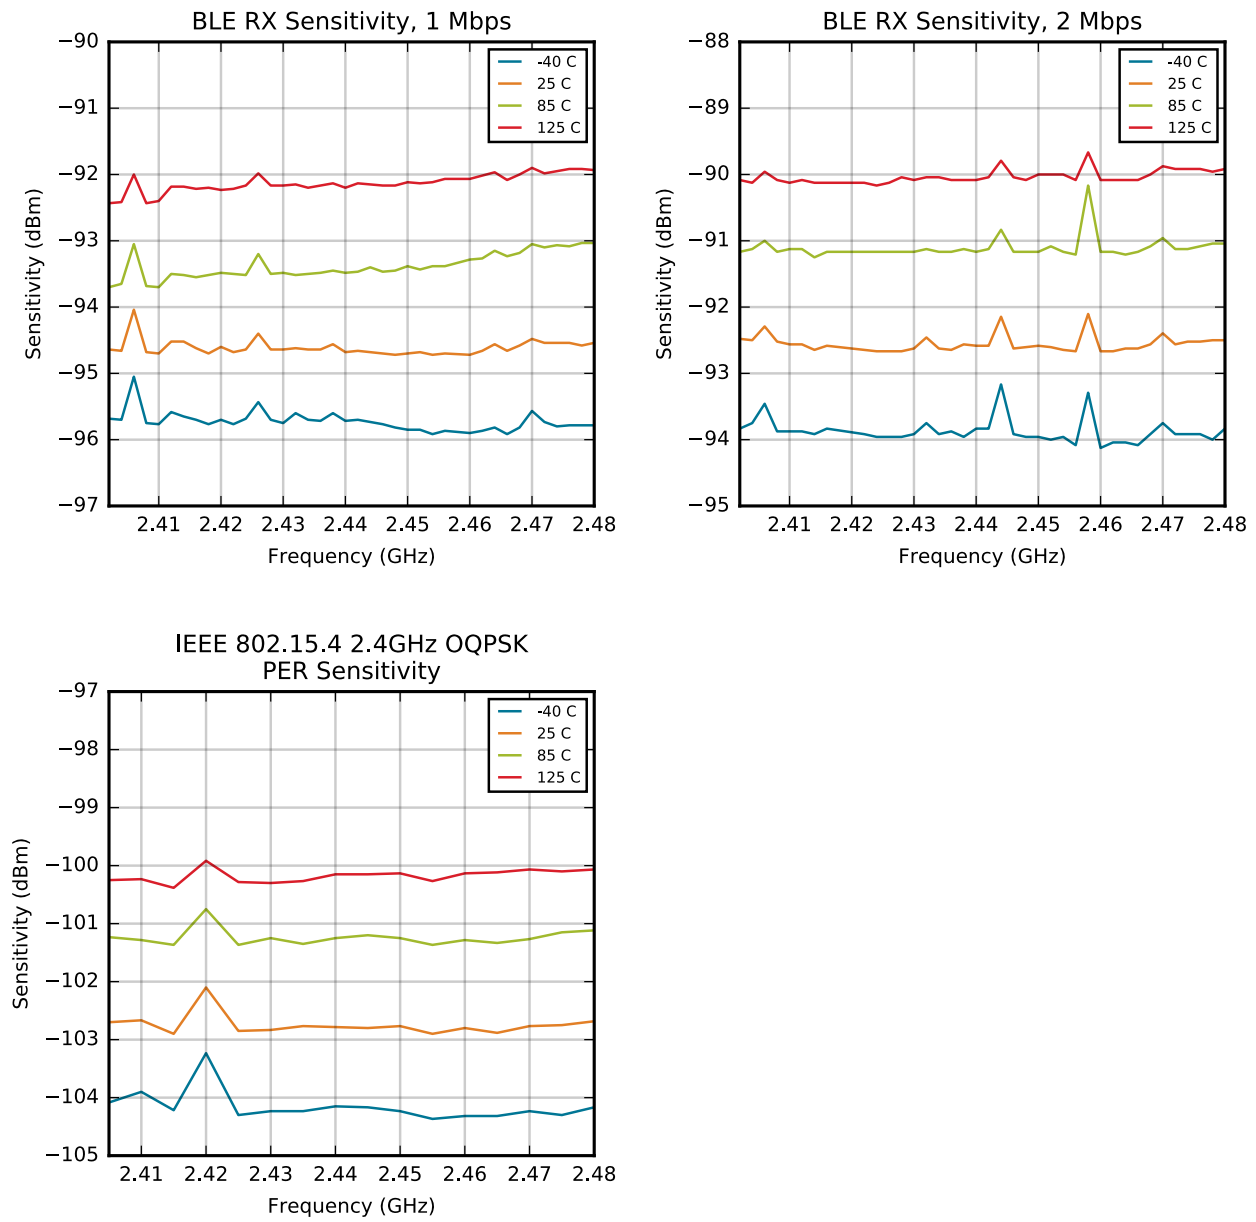 BLE RX Sensitivity, 1 Mbps
−90
−91
−92
−93
−94
−95
−96
−97
Sensitivity (dBm)
-40 C
25 C
85 C
125 C
2.41 2.42 2.43 2.44 2.45 2.46 2.47 2.48
Frequency (GHz)
BLE RX Sensitivity, 2 Mbps
−88
−89
−90
−91
−92
−93
−94
−95
Sensitivity (dBm)
-40 C
25 C
85 C
125 C
2.41 2.42 2.43 2.44 2.45 2.46 2.47 2.48
Frequency (GHz)
IEEE 802.15.4 2.4GHz OQPSK
PER Sensitivity
−97
−98
−99
−100
−101
−102
−103
−104
−105
Sensitivity (dBm)
-40 C
25 C
85 C
125 C
2.41 2.42 2.43 2.44 2.45 2.46 2.47 2.48
Frequency (GHz)